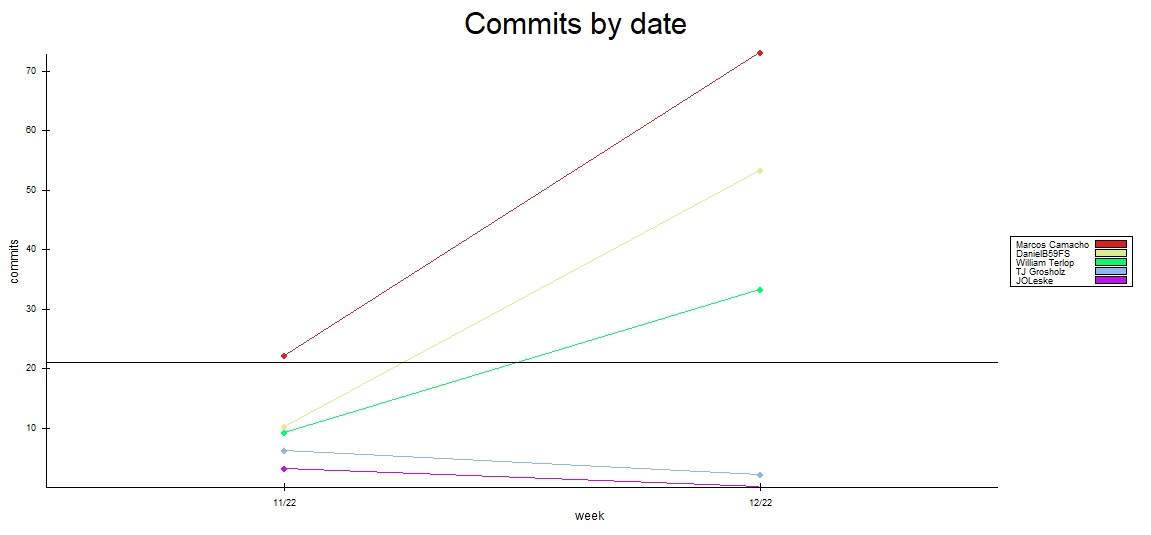 Commits by date
70
60
50
40
30
20
10
commits
11/22
12/22
week
Marcos Camacho
DanielB59FS
William Terlop
TJ Grosholz
JOLeske